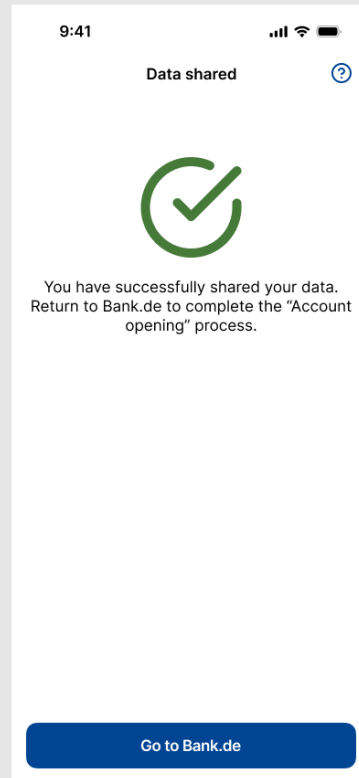 9:41
Data shared
?
You have successfully shared your data.
Return to Bank.de to complete the “Account
opening” process.
Go to Bank.de